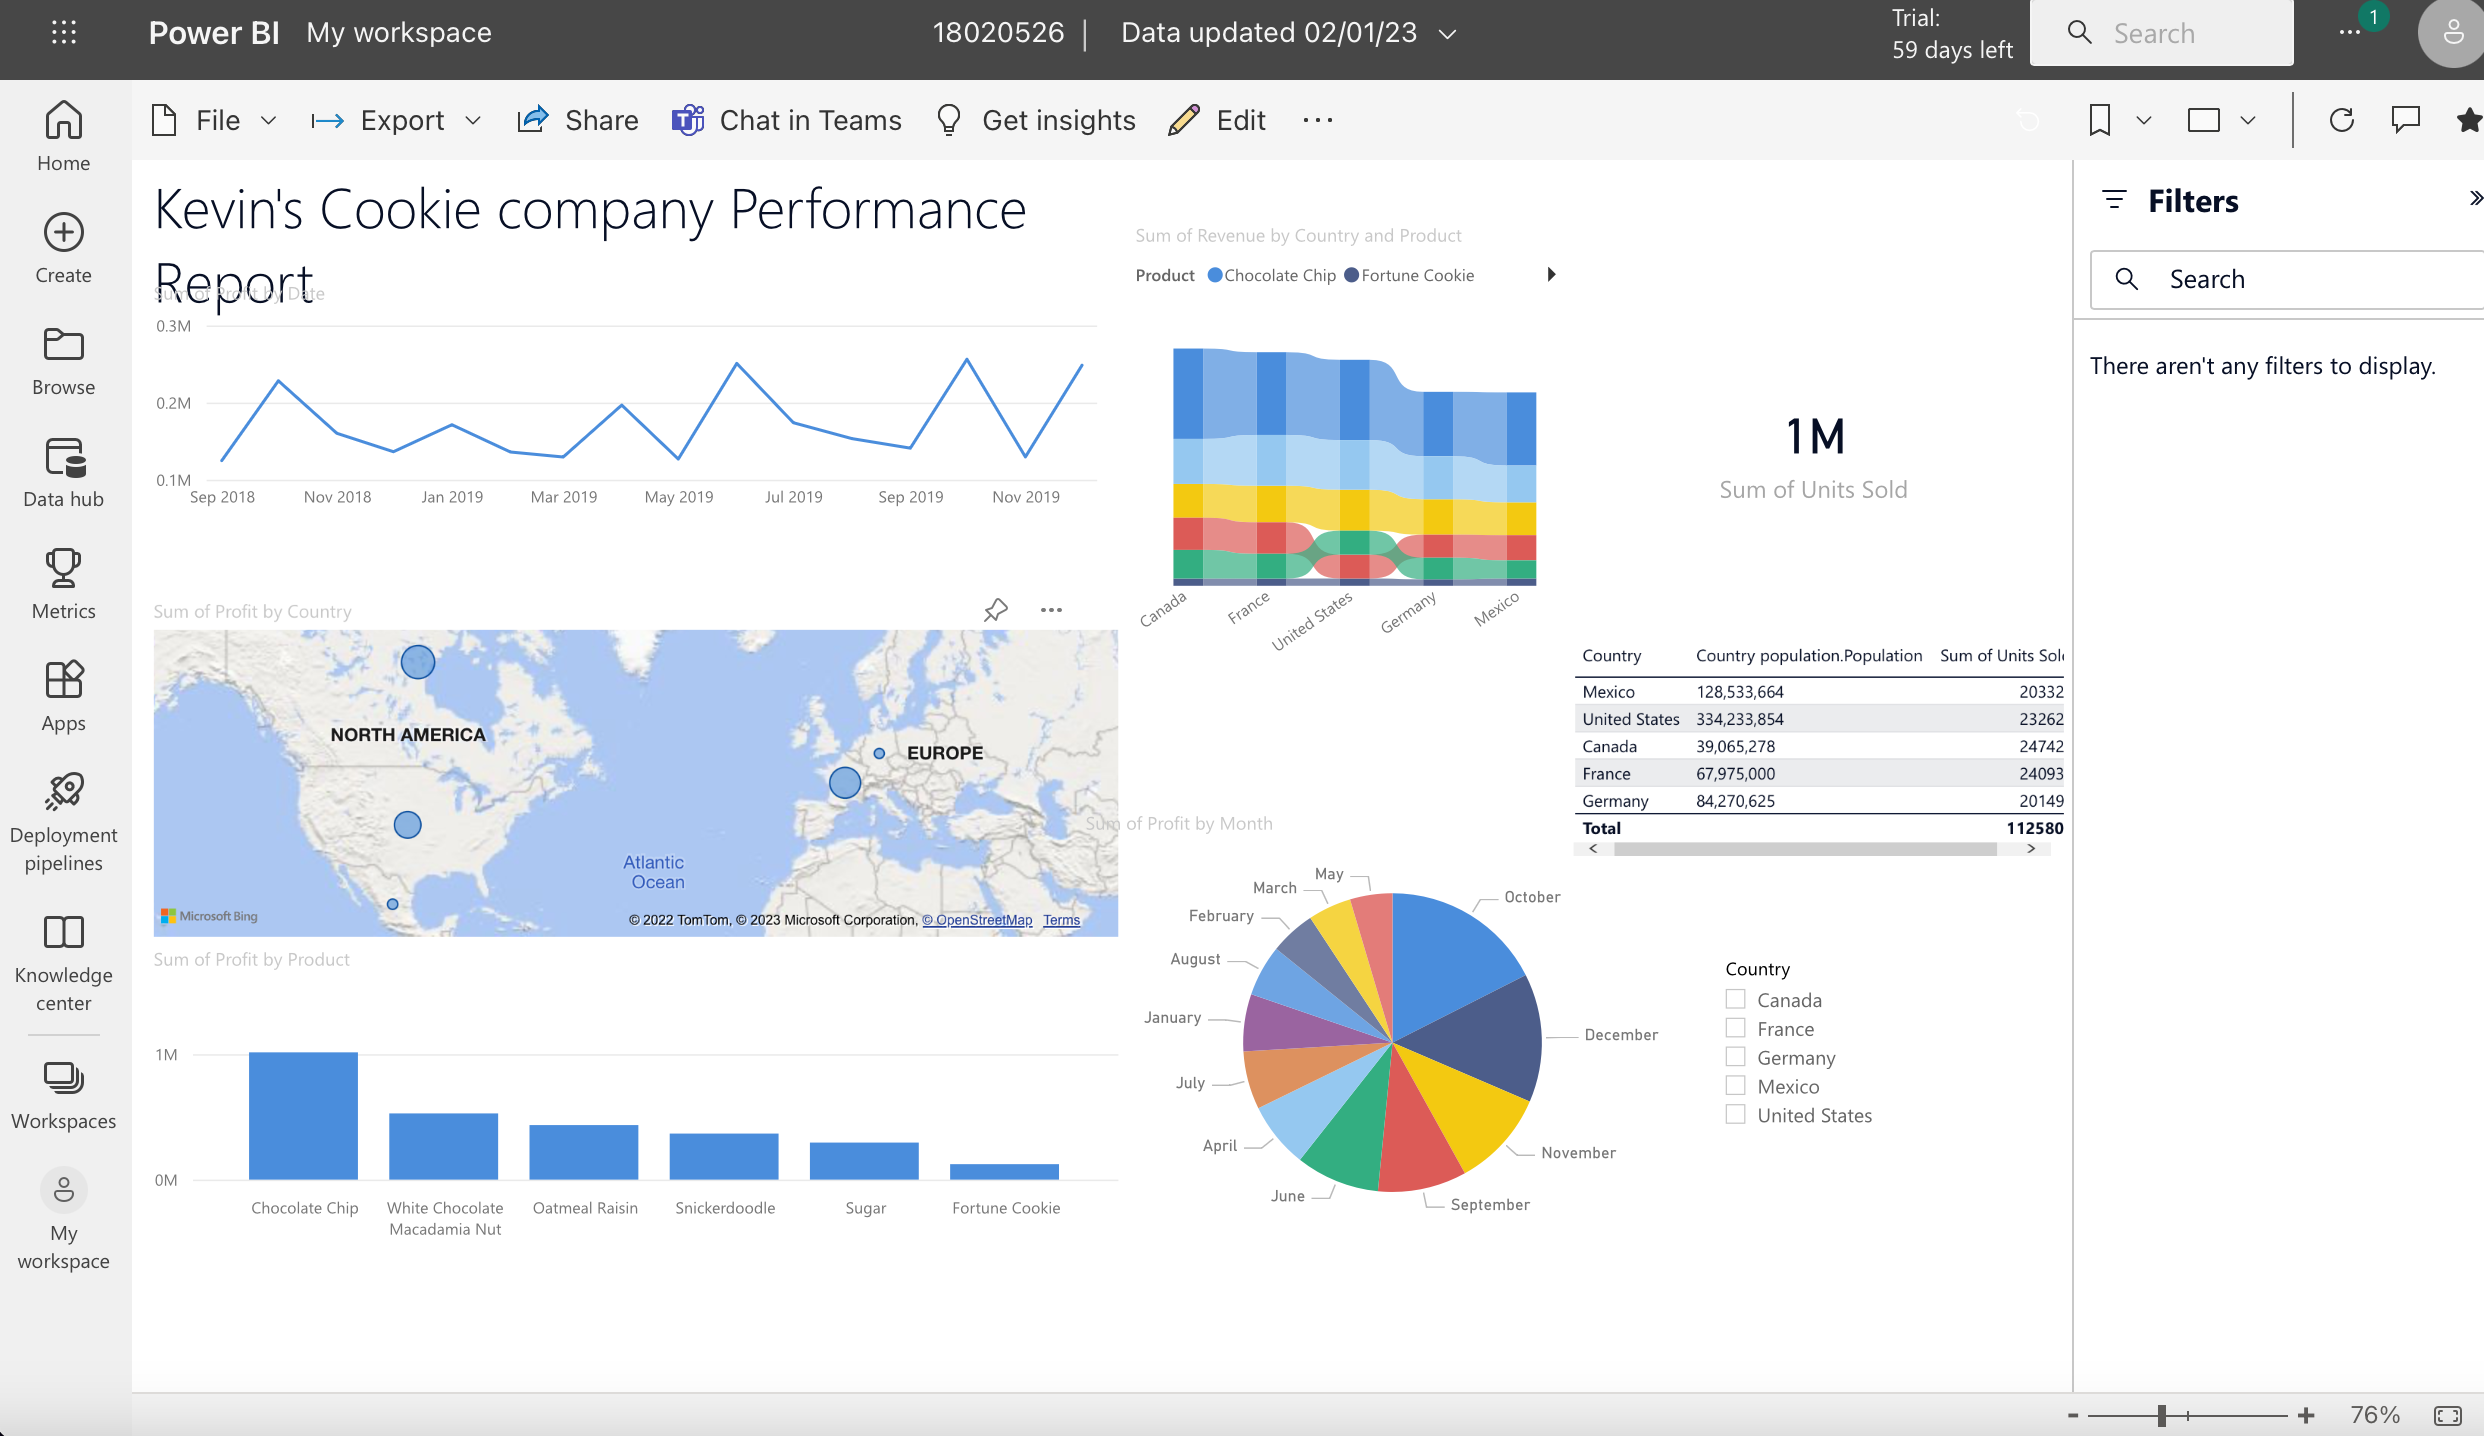 Power BI My workspace
18020526 | Data updated 02/01/23
Trial:
59 days left
Search
1
File
Export
Share
Chat in Teams
Get insights
Edit
Home
Create
Browse
Data hub
Metrics
Apps
Deployment
pipelines
Knowledge
center
Workspaces
My
workspace
Kevin's Cookie company Performance
Report
Sum of Profit by Date
0.3M
0.2M
0.1M
Sep 2018 Nov 2018 Jan 2019 Mar 2019 May 2019 Jul 2019 Sep 2019 Nov 2019
Sum of Profit by Country
NORTH AMERICA
EUROPE
Atlantic
Ocean
Microsoft Bing
© 2022 TomTom, © 2023 Microsoft Corporation, © OpenStreetMap Terms
Sum of Profit by Product
1M
0M
Chocolate Chip
White Chocolate
Macadamia Nut
Oatmeal Raisin
Snickerdoodle
Sugar
Fortune Cookie
Sum of Revenue by Country and Product
Product Chocolate Chip Fortune Cookie
Canada
France
United States
Germany
Mexico
1M
Sum of Units Sold
Country Country population.Population Sum of Units Sol
Mexico 128,533,664 20332
United States 334,233,854 23262
Canada 39,065,278 24742
France 67,975,000 24093
Germany 84,270,625 20149
Total 112580
Sum of Profit by Month
May
March
February
August
January
July
April
June
October
December
November
September
Country
Canada
France
Germany
Mexico
United States
Filters
Search
There aren't any filters to display.
76%